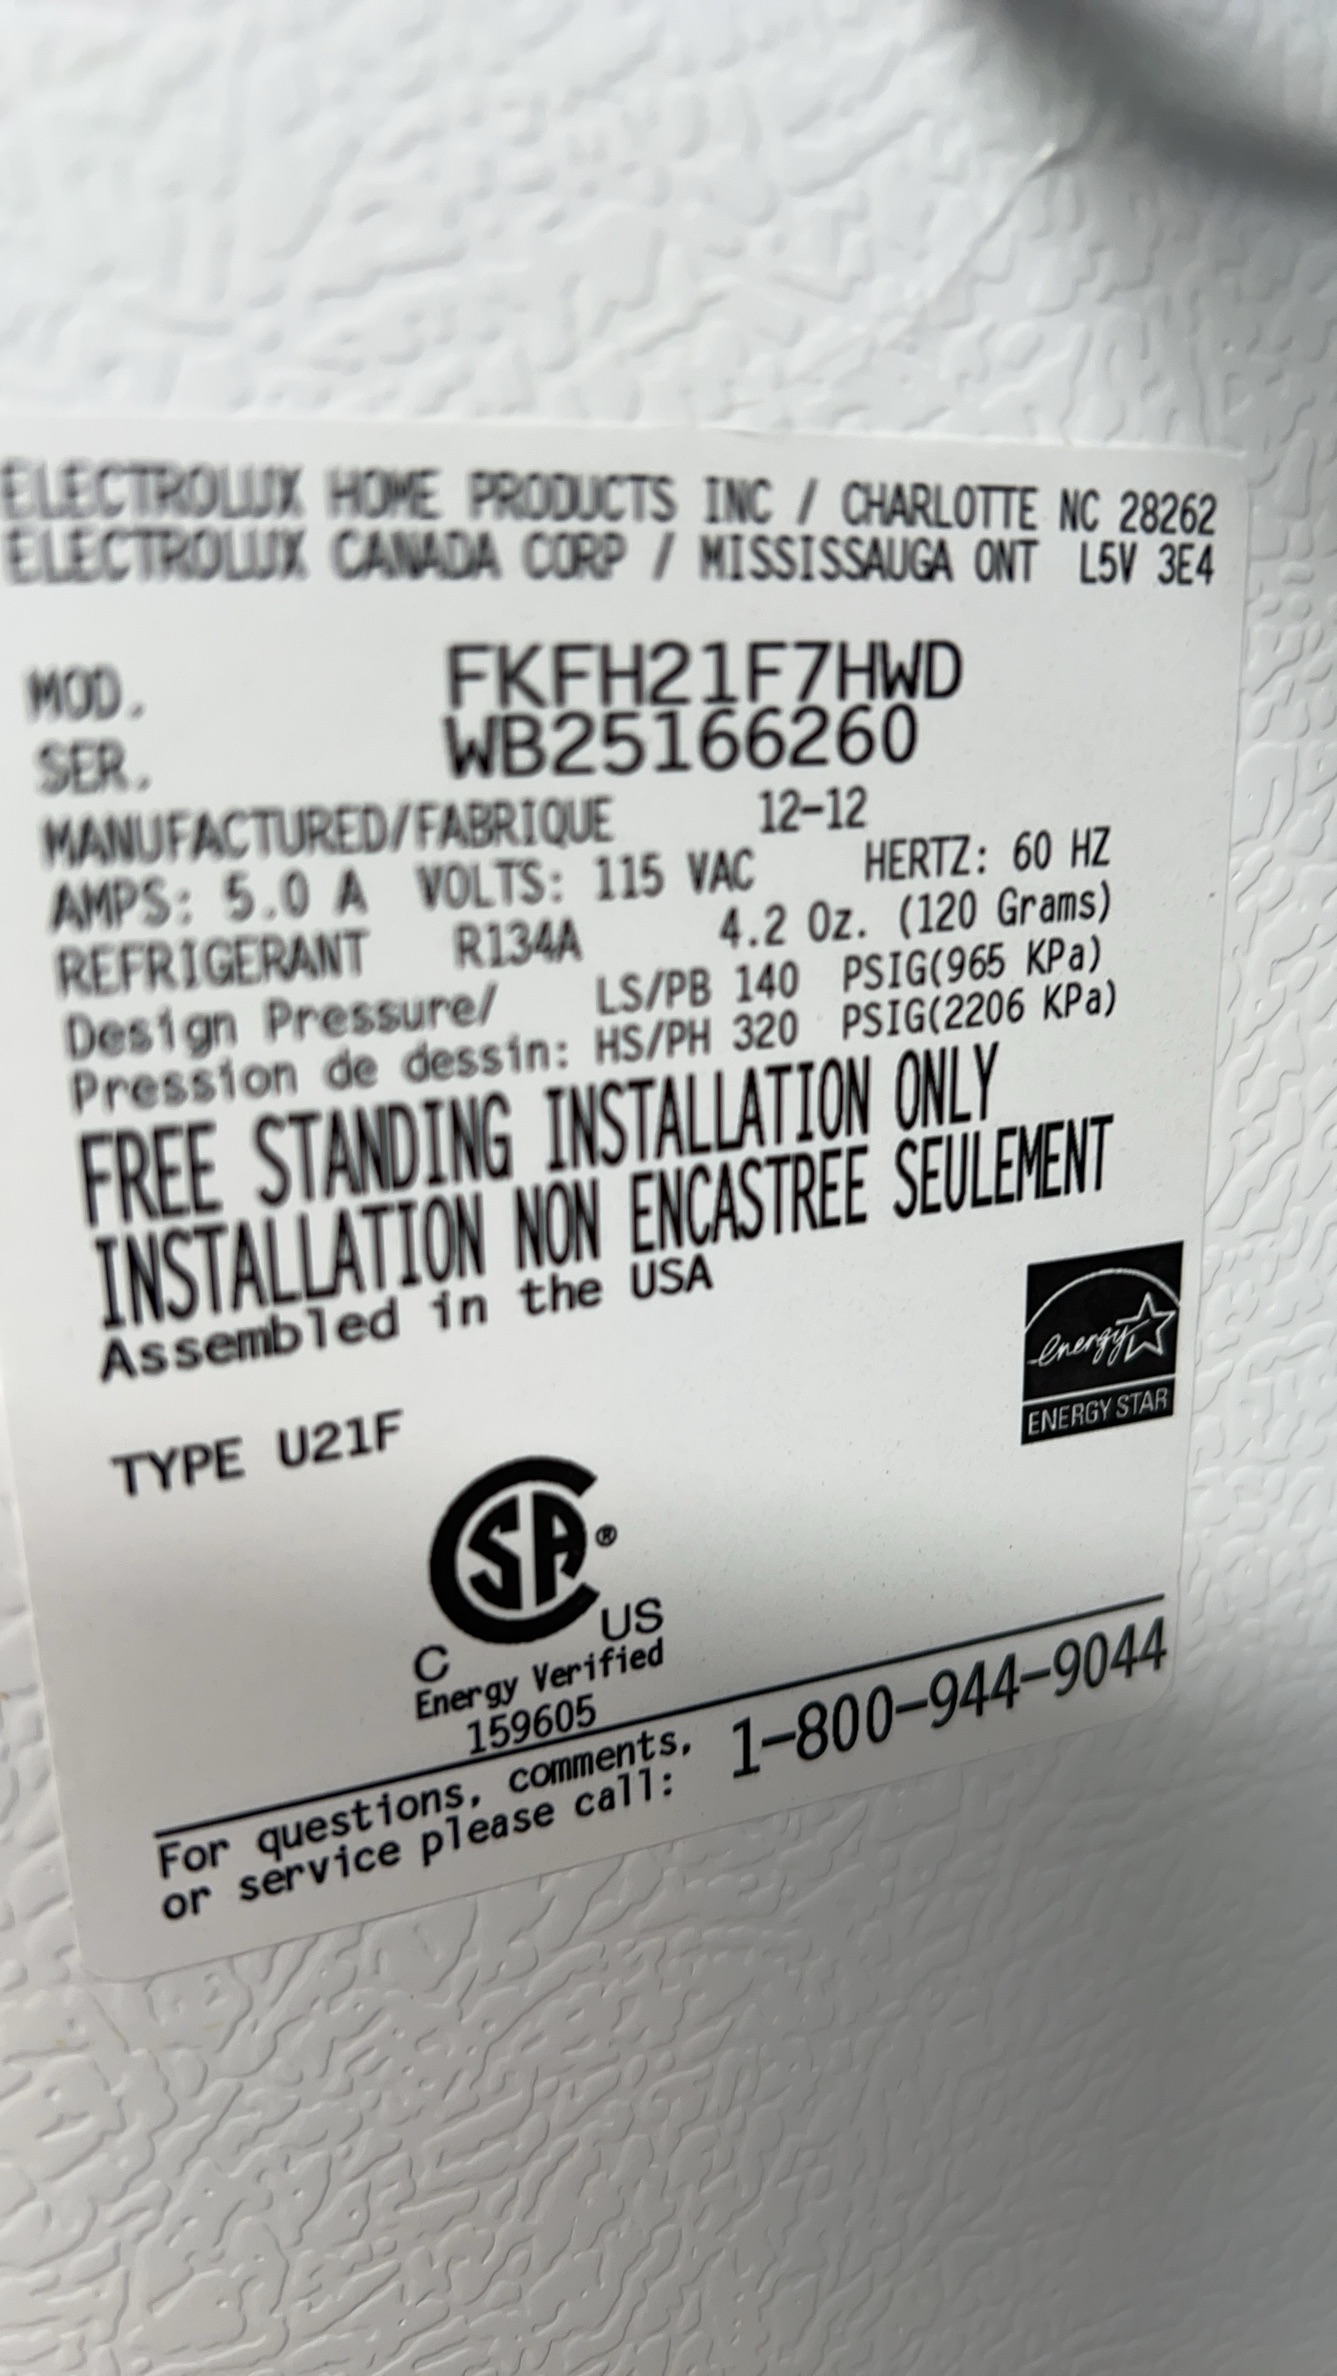 ELECTROLUX HOME PRODUCTS INC / CHARLOTTE NC 28262
ELECTROLUX CANADA CORP / MISSISSAUGA ONT L5V 3E4
MOD. FKFH21F7HWD
SER. WB25166260
MANUFACTURED/FABRIQUE 12-12
AMPS: 5.0 A VOLTS: 115 VAC HERTZ: 60 HZ
REFRIGERANT R134A 4.2 Oz. (120 Grams)
Design Pressure/ LS/PB 140 PSIG(965 KPa)
Pression de dessin: HS/PH 320 PSIG(2206 KPa)
FREE STANDING INSTALLATION ONLY
INSTALLATION NON ENCASTREE SEULEMENT
Assembled in the USA
energy
ENERGY STAR
TYPE U21F
CSA®
C US
Energy Verified
159605
For questions, comments, 1-800-944-9044
or service please call: